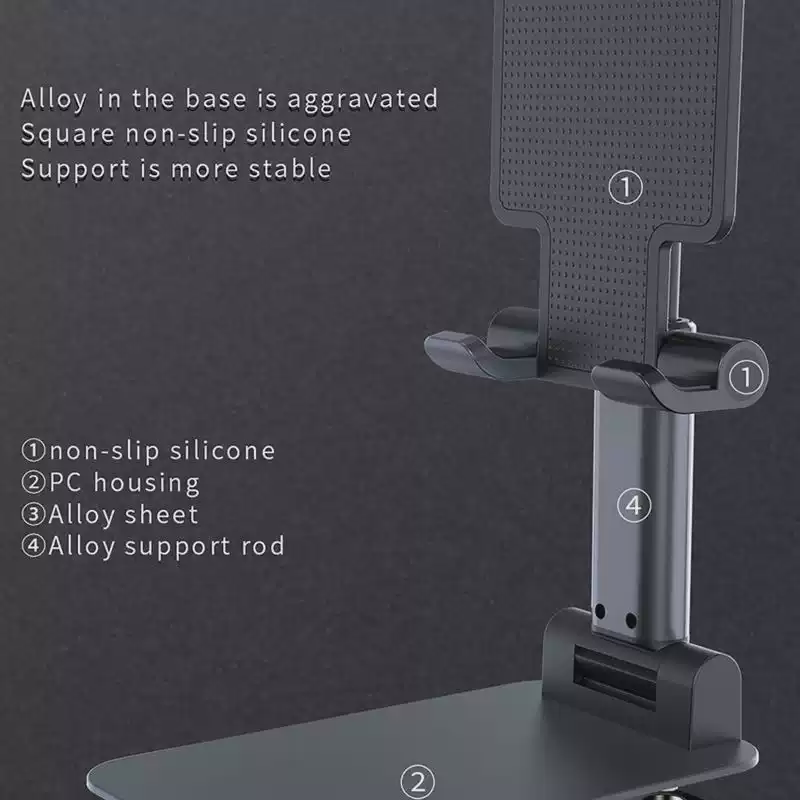 Alloy in the base is aggravated
Square non-slip silicone
Support is more stable
①
①
①non-slip silicone
②PC housing
③Alloy sheet
④Alloy support rod
④
②